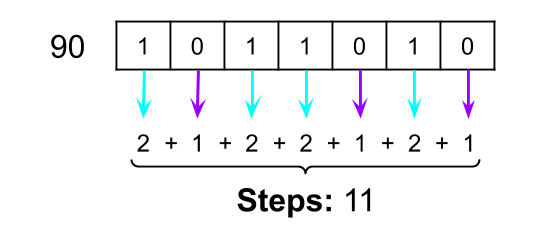 90 1 0 1 1 0 1 0
2 + 1 + 2 + 2 + 1 + 2 + 1
Steps: 11